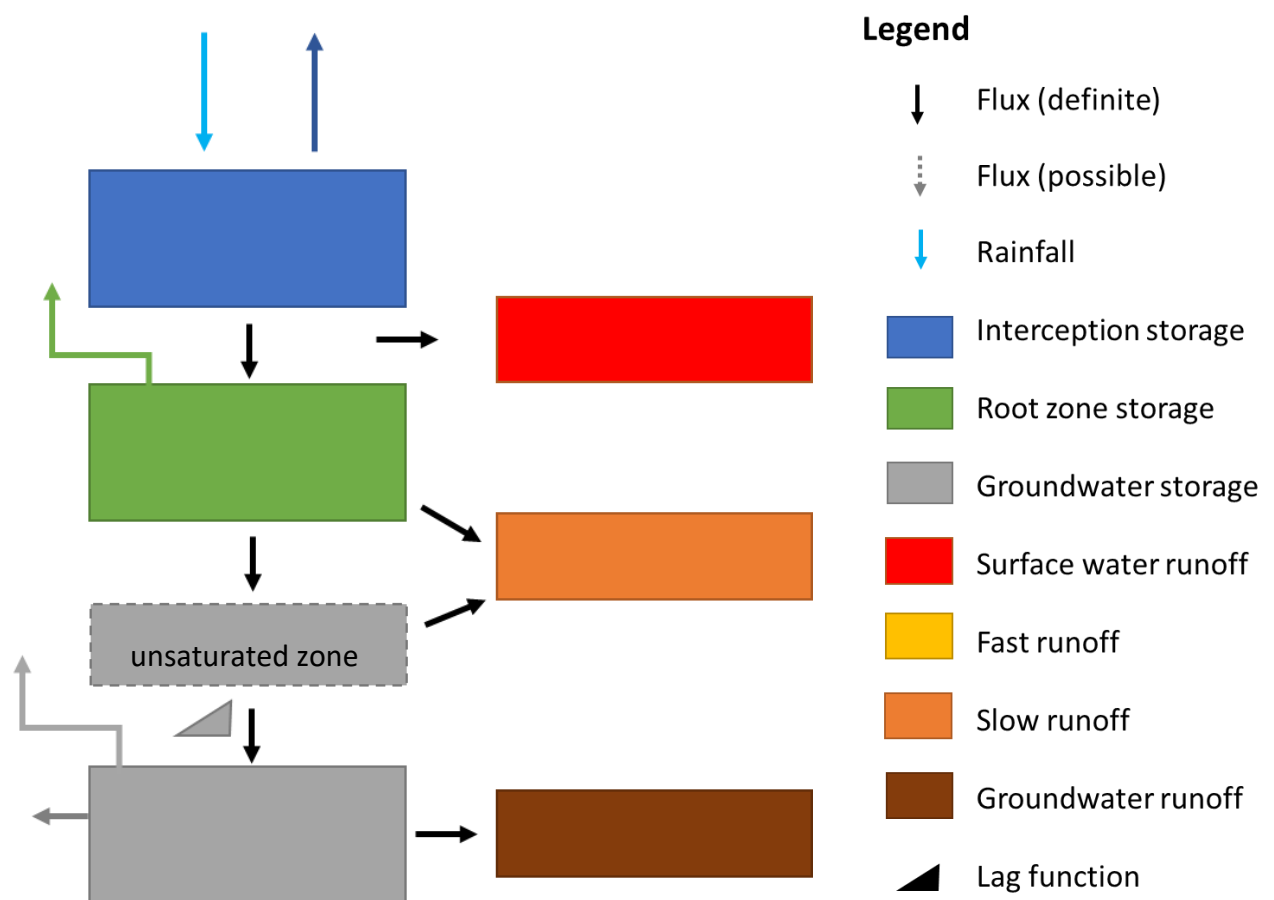 Legend
Flux (definite)
Flux (possible)
Rainfall
Interception storage
Root zone storage
Groundwater storage
Surface water runoff
Fast runoff
unsaturated zone
Slow runoff
Groundwater runoff
Lag function